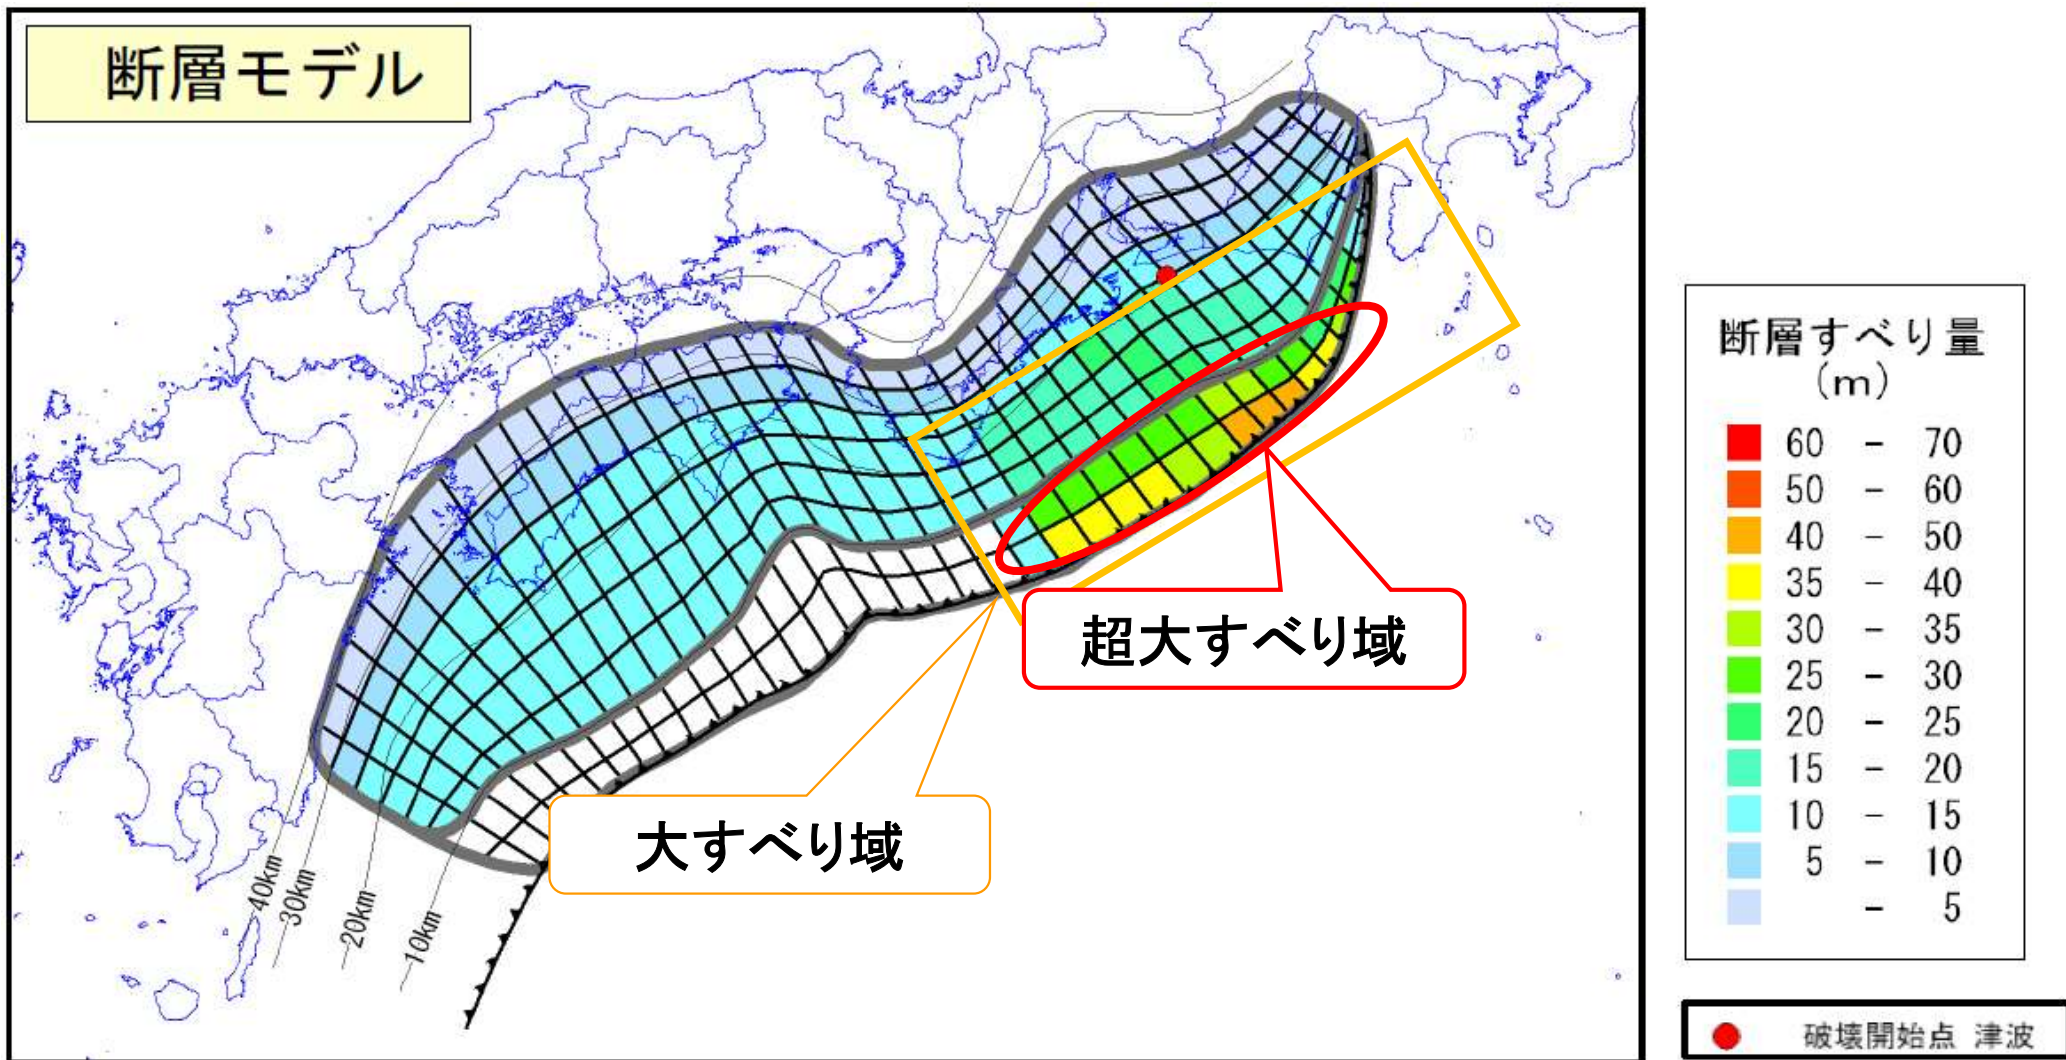 断層モデル
超大すべり域
大すべり域
40km
30km
20km
10km
断層すべり量
(m)
60 － 70
50 － 60
40 － 50
35 － 40
30 － 35
25 － 30
20 － 25
15 － 20
10 － 15
5 － 10
－ 5
破壊開始点 津波